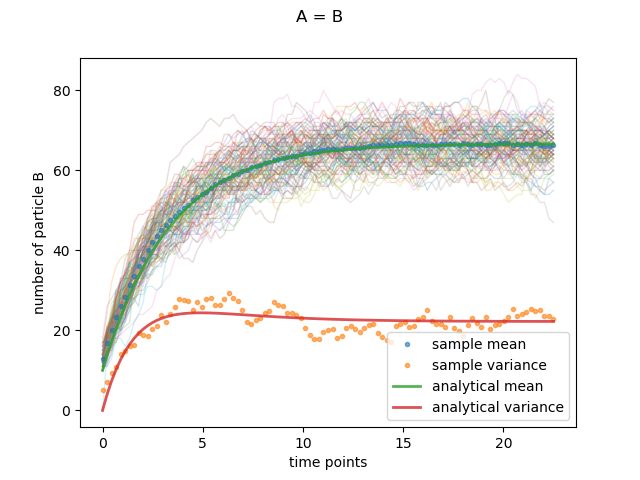 A = B
number of particle B
80
60
40
20
0
0
5
10
15
20
time points
sample mean
sample variance
analytical mean
analytical variance